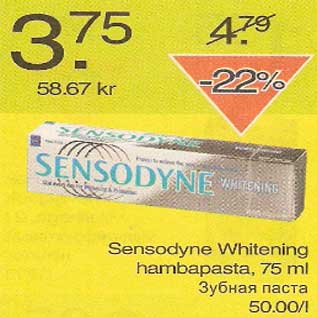 3.75
58.67 kr
4.79
-22%
SENSODYNE WHITENING
Sensodyne Whitening
hambapasta, 75 ml
Зубная паста
50.00/l